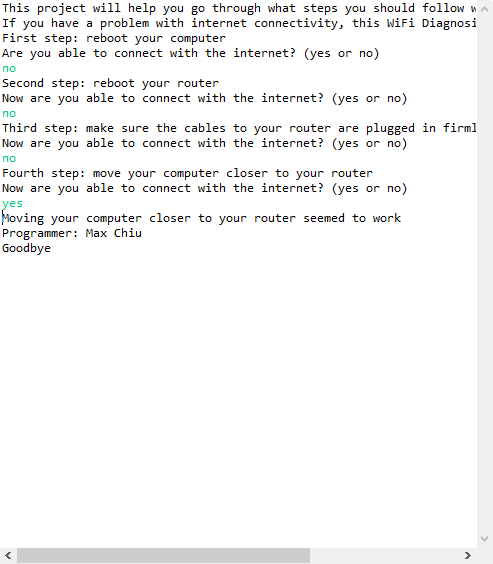 This project will help you go through what steps you should follow
If you have a problem with internet connectivity, this WiFi
First step: reboot your computer
Are you able to connect with the internet? (yes or no)
no
Second step: reboot your router
Now are you able to connect with the internet? (yes or no)
no
Third step: make sure the cables to your router are plugged in
Now are you able to connect with the internet? (yes or no)
no
Fourth step: move your computer closer to your router
Now are you able to connect with the internet? (yes or no)
yes
Moving your computer closer to your router seemed to work
Programmer: Max Chiu
Goodbye